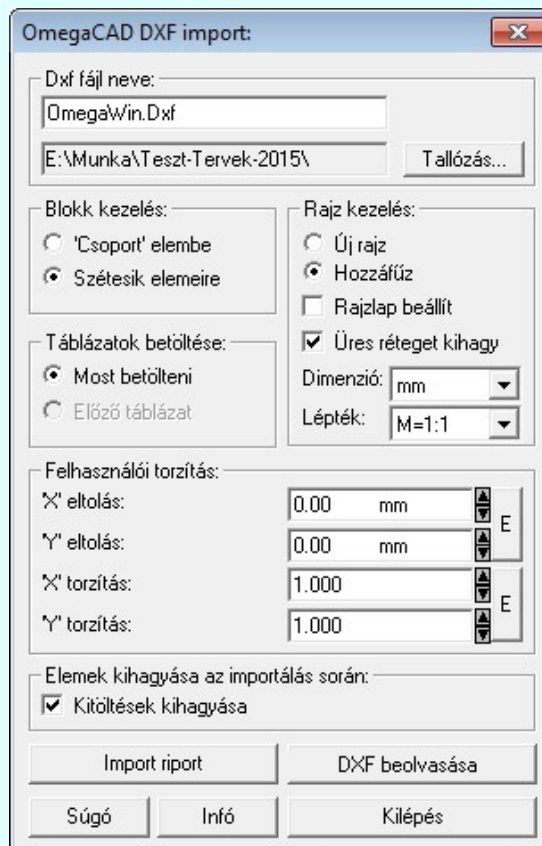 OmegaCAD DXF import:
Dxf fájl neve:
OmegaWin.Dxf
E:\Munka\Teszt-Tervek-2015\ Tallózás...
Blokk kezelés:
'Csoport' elembe
Szétesik elemeire
Rajz kezelés:
Új rajz
Hozzáfűz
Rajzlap beállít
Üres réteget kihagy
Dimenzió: mm
Lépték: M=1:1
Táblázatok betöltése:
Most betölteni
Előző táblázat
Felhasználói torzítás:
'X' eltolás: 0.00 mm
'Y' eltolás: 0.00 mm
E
'X' torzítás: 1.000
'Y' torzítás: 1.000
E
Elemek kihagyása az importálás során:
Kitöltések kihagyása
Import riport DXF beolvasása
Súgó Infó Kilépés